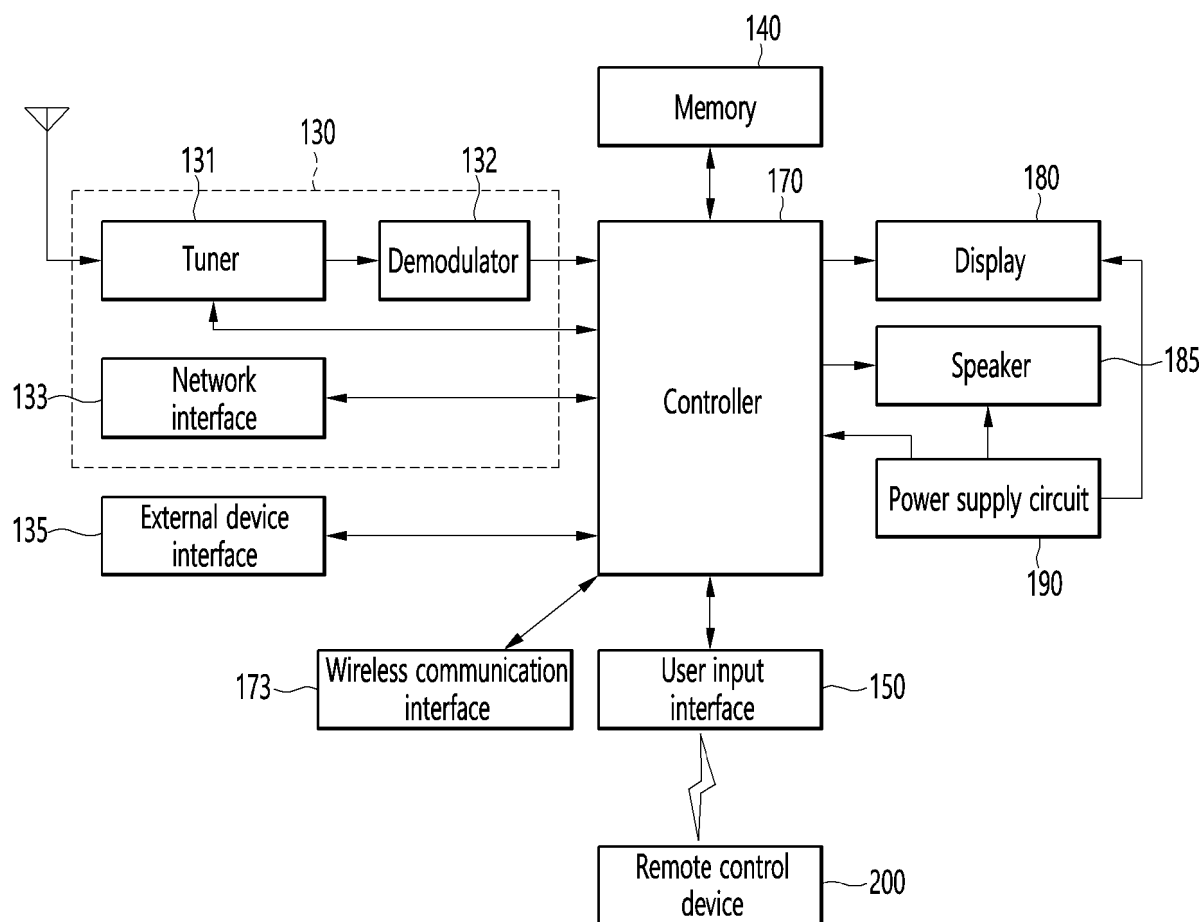 140
Memory
130
131
132
170
180
Tuner
Demodulator
Display
Controller
Speaker
185
133
Network
interface
Power supply circuit
190
135
External device
interface
173
Wireless communication
interface
User input
interface
150
Remote control
device
200